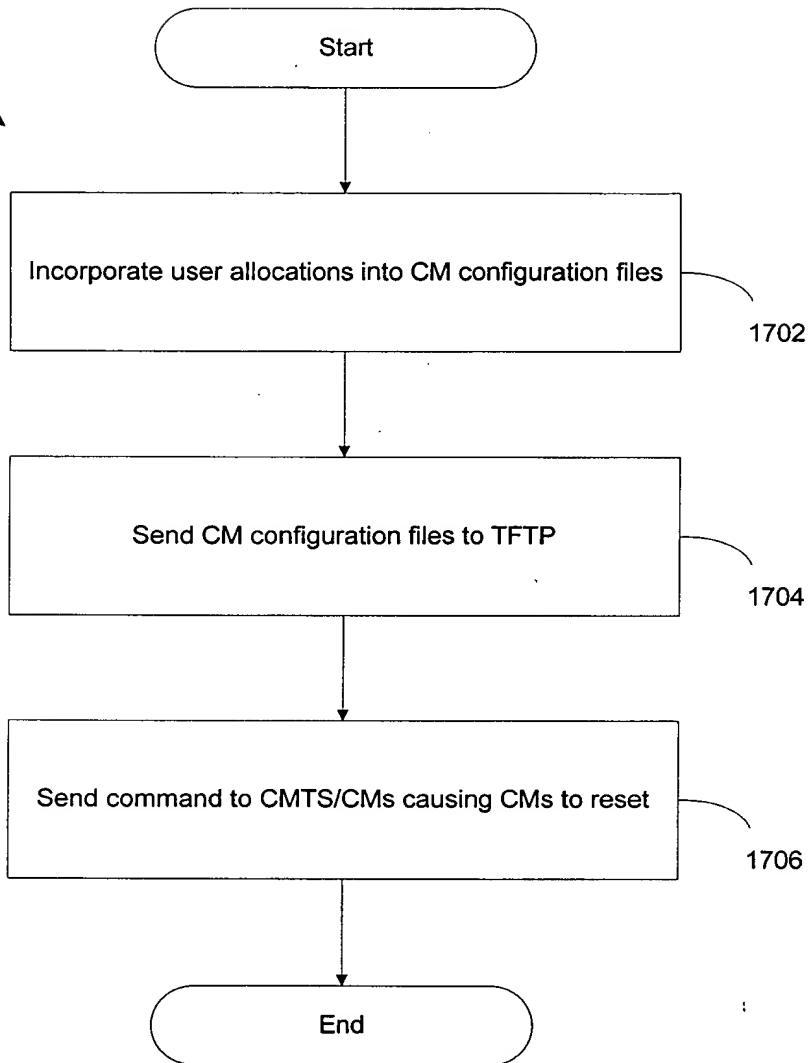 Start
Incorporate user allocations into CM configuration files
1702
Send CM configuration files to TFTP
1704
Send command to CMTS/CMs causing CMs to reset
1706
End